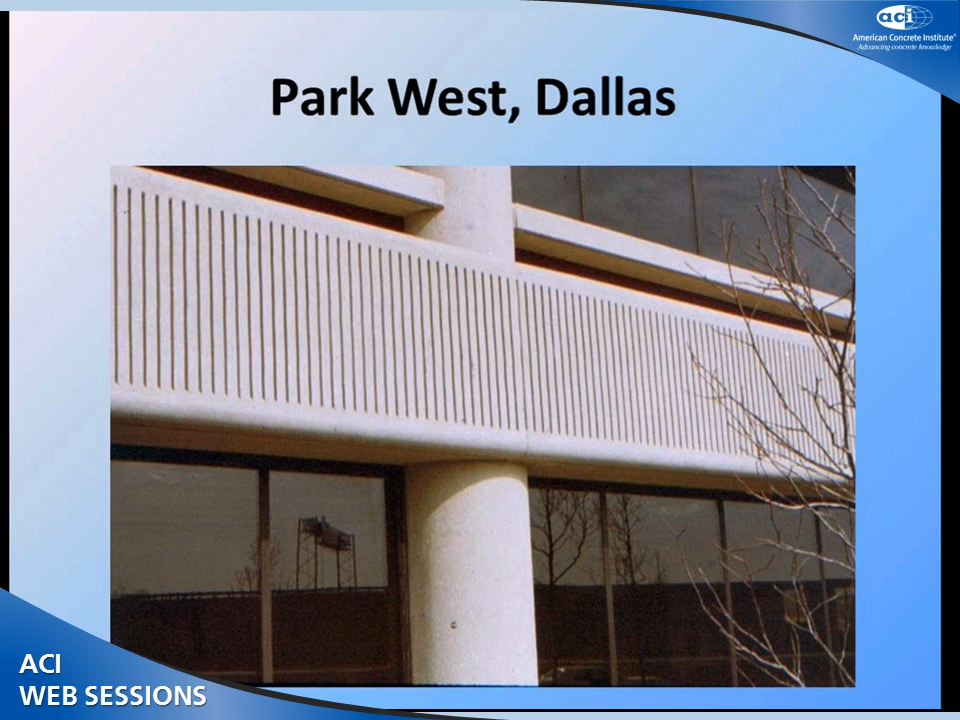 aci
American Concrete Institute®
Advancing concrete knowledge
Park West, Dallas
ACI
WEB SESSIONS